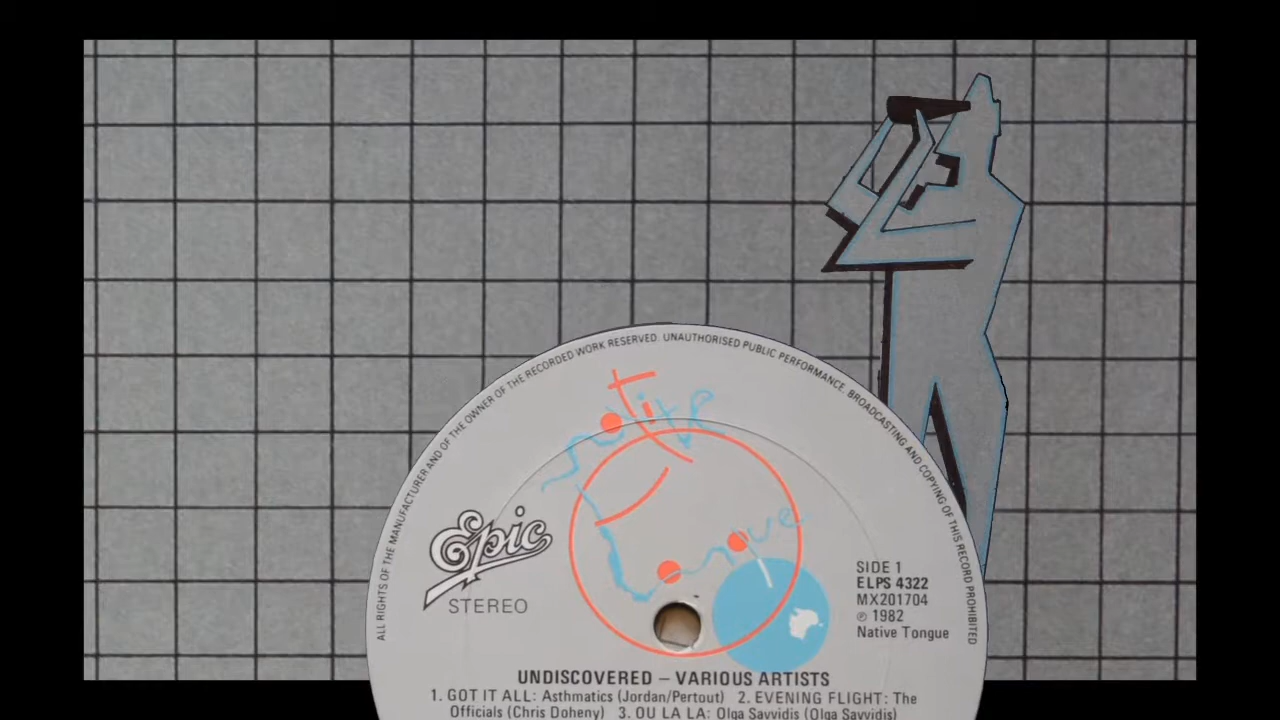 ALL RIGHTS OF THE MANUFACTURER AND OF THE OWNER OF THE RECORDED WORK RESERVED. UNAUTHORISED PUBLIC PERFORMANCE, BROADCASTING AND COPYING OF THIS RECORD PROHIBITED
Native Tongue
Epic
STEREO
SIDE 1
ELPS 4322
MX201704
℗ 1982
Native Tongue
UNDISCOVERED – VARIOUS ARTISTS
1. GOT IT ALL: Asthmatics (Jordan/Pertout) 2. EVENING FLIGHT: The
Officials (Chris Doheny) 3. OU LA LA: Olga Savvidis (Olga Savvidis)